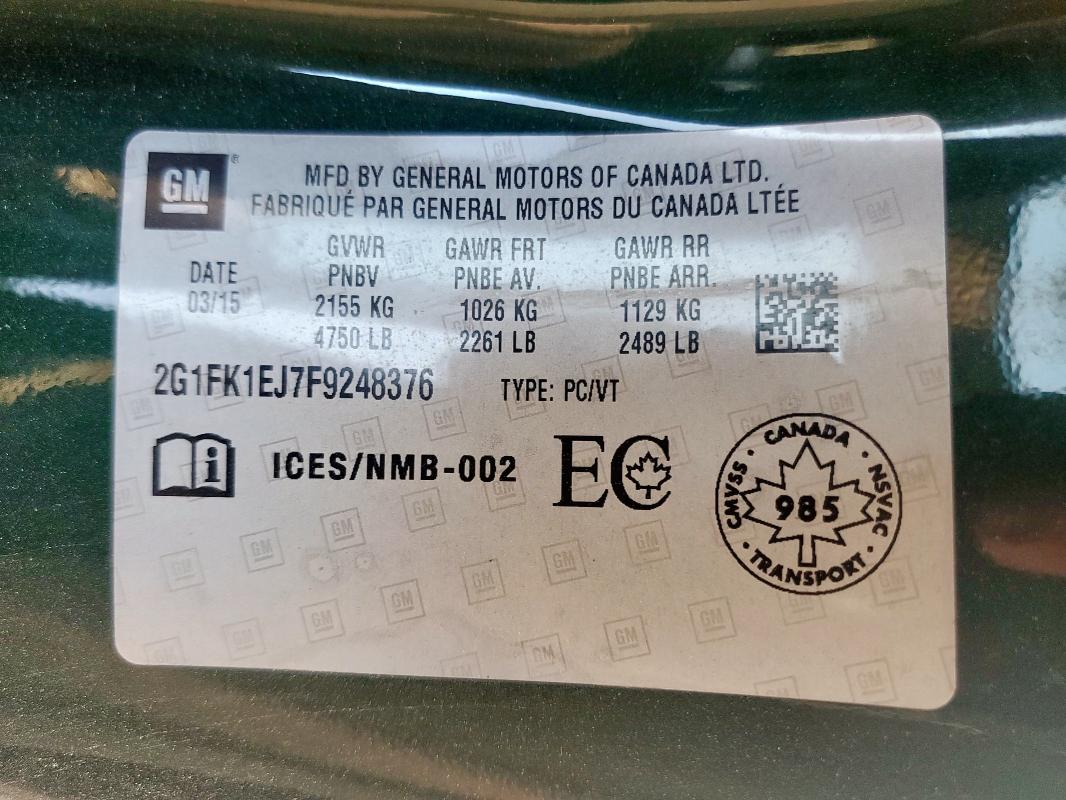 GM®
MFD BY GENERAL MOTORS OF CANADA LTD.
FABRIQUÉ PAR GENERAL MOTORS DU CANADA LTÉE
GVWR GAWR FRT GAWR RR
DATE PNBV PNBE AV. PNBE ARR.
03/15 2155 KG 1026 KG 1129 KG
4750 LB 2261 LB 2489 LB
2G1FK1EJ7F9248376 TYPE: PC/VT
i ICES/NMB-002 EC
CANADA
CMVSS · 985 · NSVAC
TRANSPORT